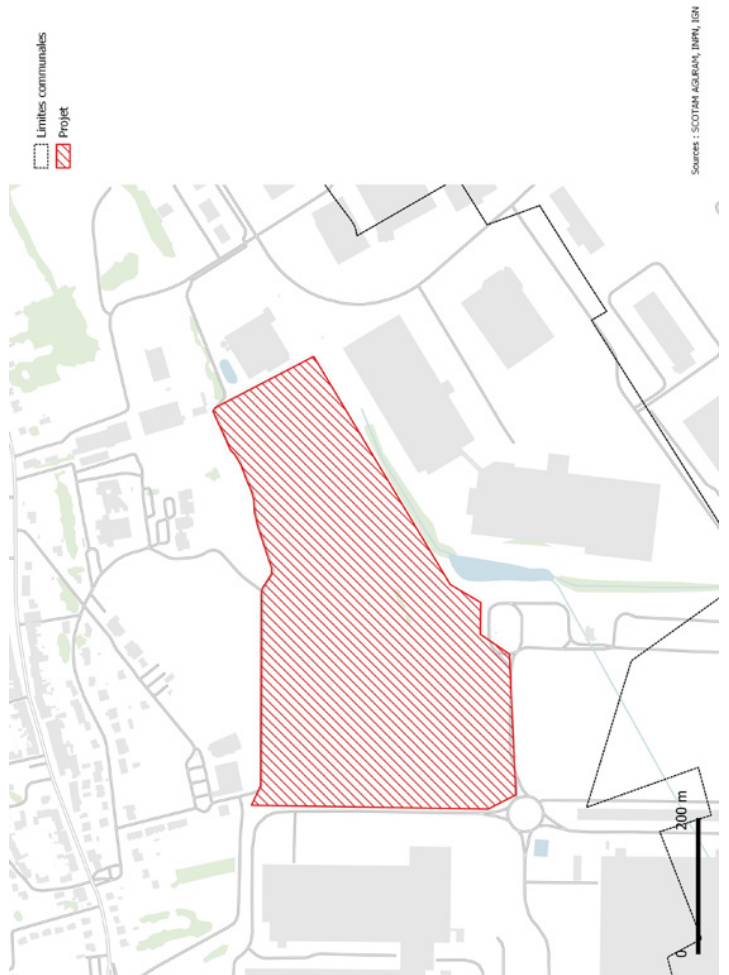 Limites communales
Projet
Sources : SCOTAM AGURAM, INPN, IGN
0 200 m